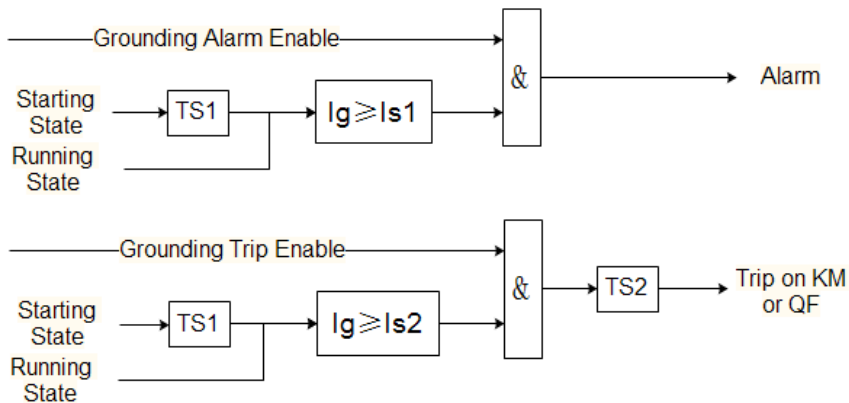 Grounding Alarm Enable
&
Alarm
Starting
State
TS1
Ig≥Is1
Running
State
Grounding Trip Enable
&
TS2
Trip on KM
or QF
Starting
State
TS1
Ig≥Is2
Running
State